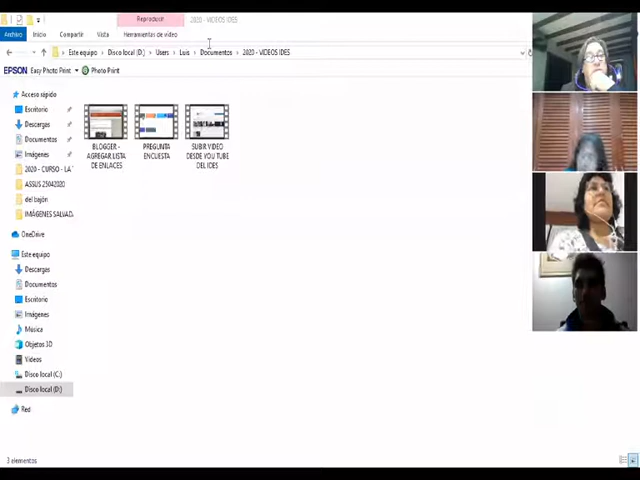 Reproducir
2020 - VIDEOS IDES
Archivo
Inicio
Compartir
Vista
Herramientas de vídeo
Este equipo
Disco local (D:)
Users
Luis
Documentos
2020 - VIDEOS IDES
EPSON
Easy Photo Print
Photo Print
Acceso rápido
Escritorio
Descargas
Documentos
Imágenes
2020 - CURSO - LA
ASSUS 25042020
del bajón
IMÁGENES SALVAD
OneDrive
Este equipo
Descargas
Documentos
Escritorio
Imágenes
Música
Objetos 3D
Vídeos
Disco local (C:)
Disco local (D:)
Red
BLOGGER -
AGREGAR LISTA
DE ENLACES
PREGUNTA
ENCUESTA
SUBIR VIDEO
DESDE YOU TUBE
DEL IDES
3 elementos